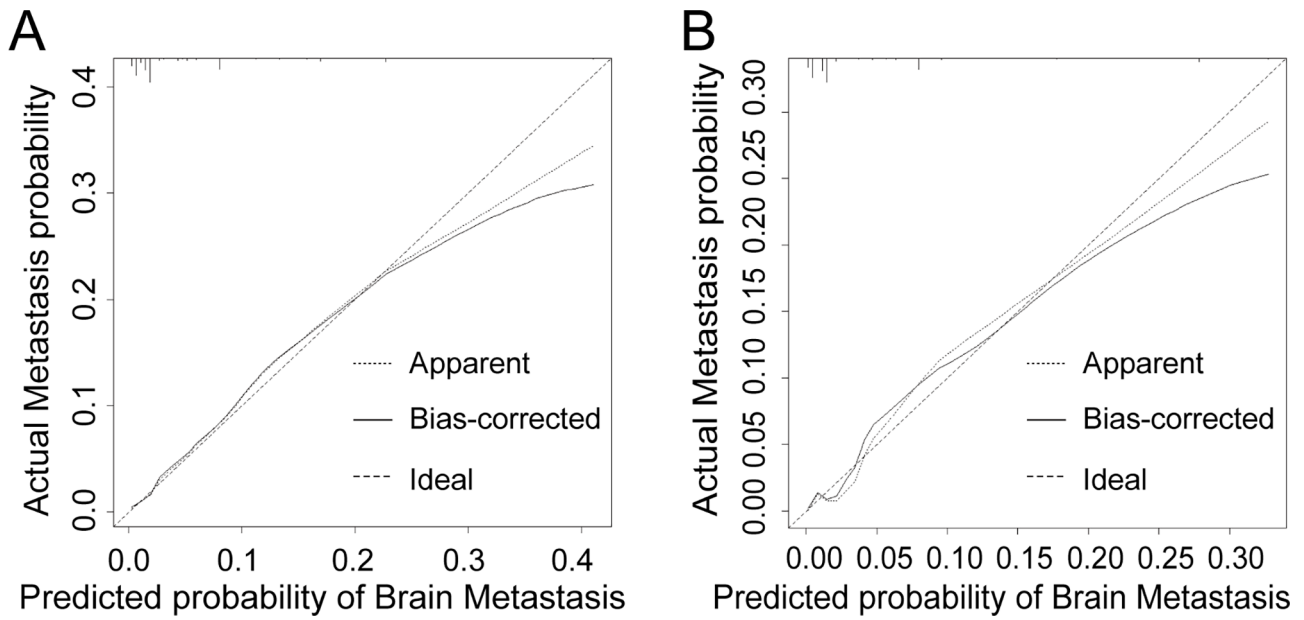 A
Actual Metastasis probability
0.4
0.3
0.2
0.1
0.0
Apparent
Bias-corrected
Ideal
0.0 0.1 0.2 0.3 0.4
Predicted probability of Brain Metastasis
B
Actual Metastasis probability
0.30
0.25
0.20
0.15
0.10
0.05
0.00
Apparent
Bias-corrected
Ideal
0.00 0.05 0.10 0.15 0.20 0.25 0.30
Predicted probability of Brain Metastasis